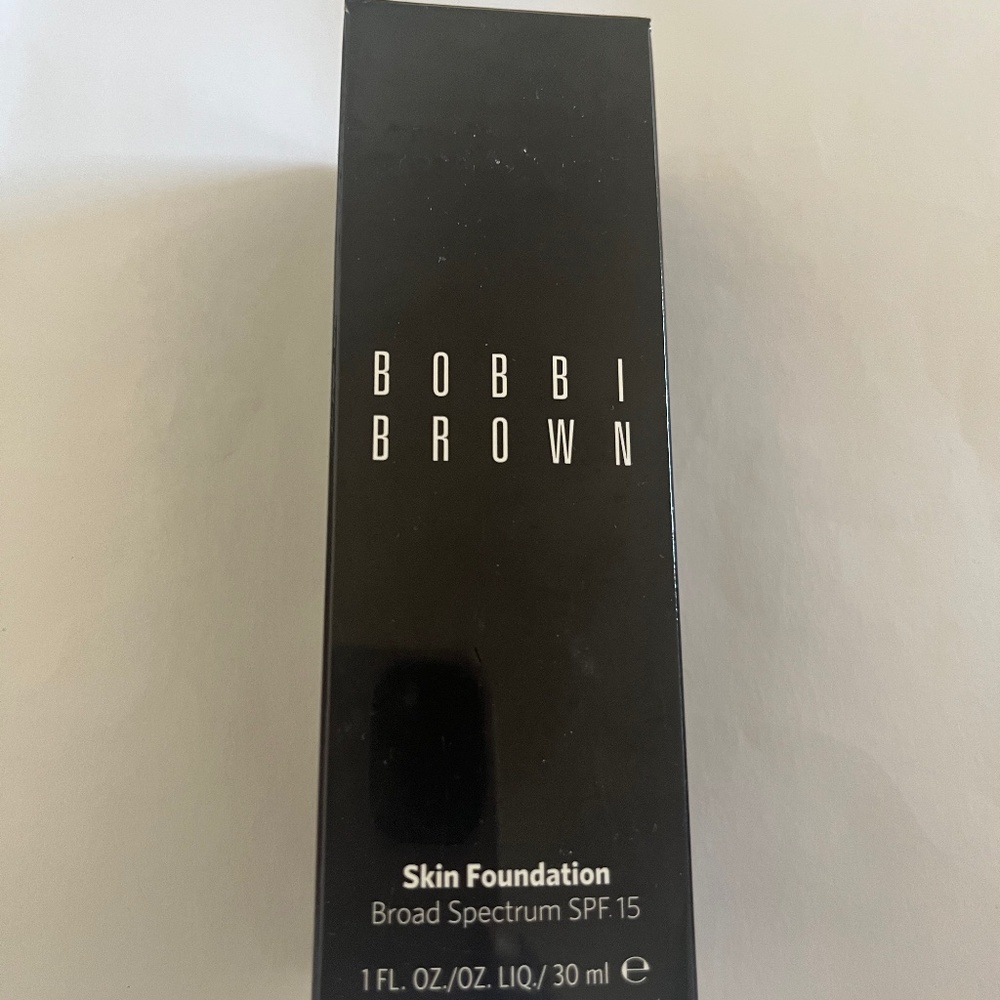 BOBBI
BROWN
Skin Foundation
Broad Spectrum SPF 15
1 FL. OZ./OZ. LIQ./ 30 ml ℮